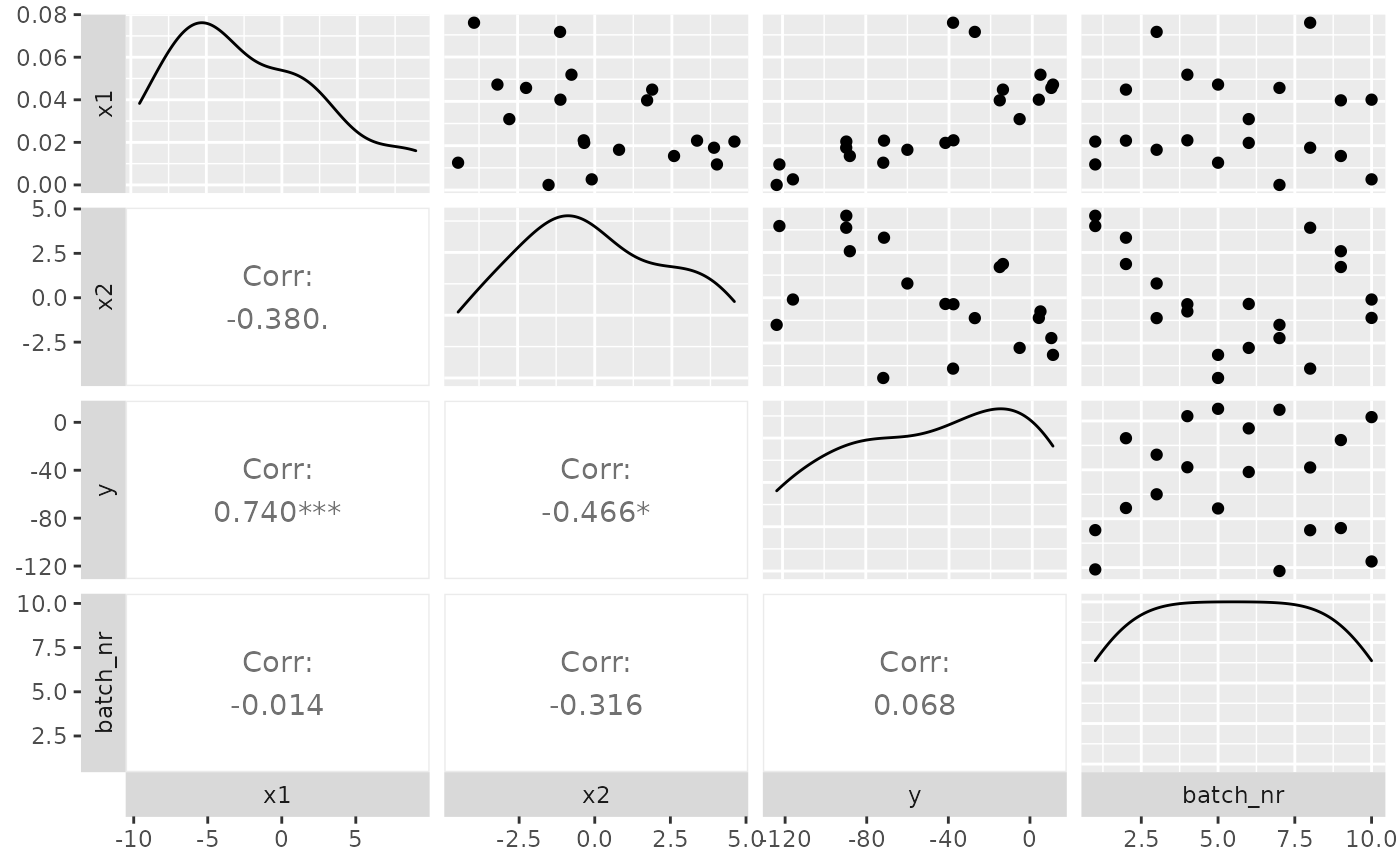 0.08
0.06
0.04
0.02
0.00
x1
5.0
2.5
0.0
-2.5
x2
Corr:
-0.380.
0
-40
-80
-120
y
Corr:
0.740***
Corr:
-0.466*
10.0
7.5
5.0
2.5
batch_nr
Corr:
-0.014
Corr:
-0.316
Corr:
0.068
x1 x2 y batch_nr
-10 -5 0 5 -2.5 0.0 2.5 5.0 -120 -80 -40 0 2.5 5.0 7.5 10.0